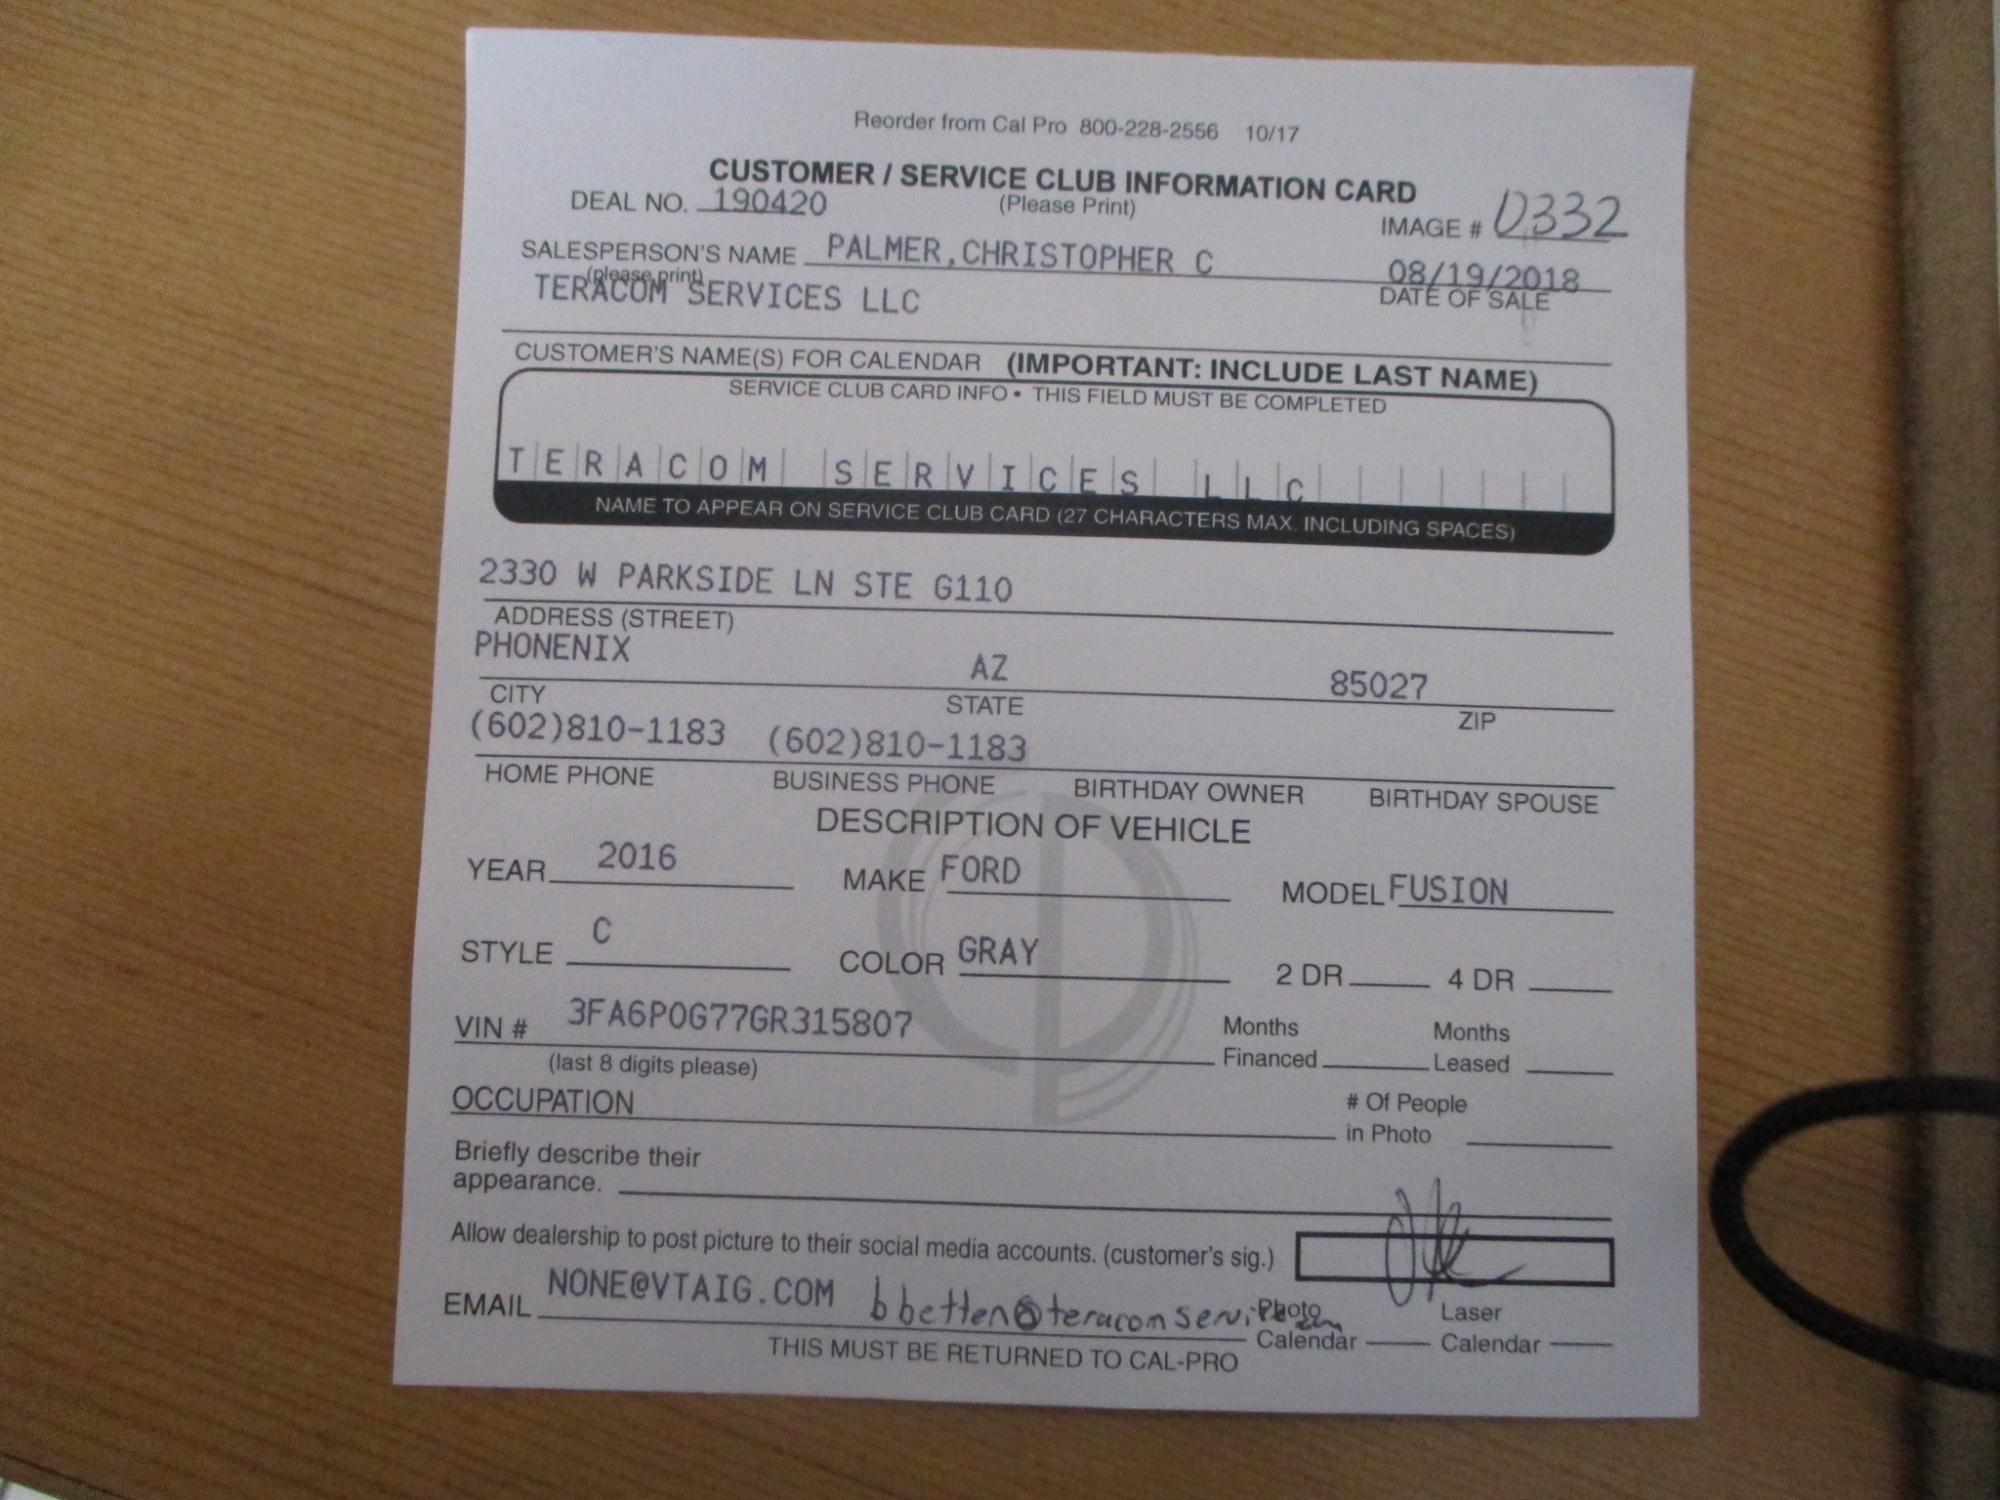 Reorder from Cal Pro 800-228-2556 10/17
CUSTOMER / SERVICE CLUB INFORMATION CARD
DEAL NO. 190420 (Please Print) IMAGE # 0332
SALESPERSON'S NAME PALMER,CHRISTOPHER C 08/19/2018
(please print) DATE OF SALE
TERACOM SERVICES LLC
CUSTOMER'S NAME(S) FOR CALENDAR (IMPORTANT: INCLUDE LAST NAME)
SERVICE CLUB CARD INFO • THIS FIELD MUST BE COMPLETED
TERACOM SERVICES LLC
NAME TO APPEAR ON SERVICE CLUB CARD (27 CHARACTERS MAX. INCLUDING SPACES)
2330 W PARKSIDE LN STE G110
ADDRESS (STREET)
PHONENIX AZ 85027
CITY STATE ZIP
(602)810-1183 (602)810-1183
HOME PHONE BUSINESS PHONE BIRTHDAY OWNER BIRTHDAY SPOUSE
DESCRIPTION OF VEHICLE
YEAR 2016 MAKE FORD MODEL FUSION
STYLE C COLOR GRAY 2 DR 4 DR
VIN # 3FA6P0G77GR315807 Months Financed Months Leased
(last 8 digits please)
OCCUPATION # Of People in Photo
Briefly describe their
appearance.
Allow dealership to post picture to their social media accounts. (customer's sig.)
EMAIL NONE@VTAIG.COM Photo Calendar Laser Calendar
THIS MUST BE RETURNED TO CAL-PRO